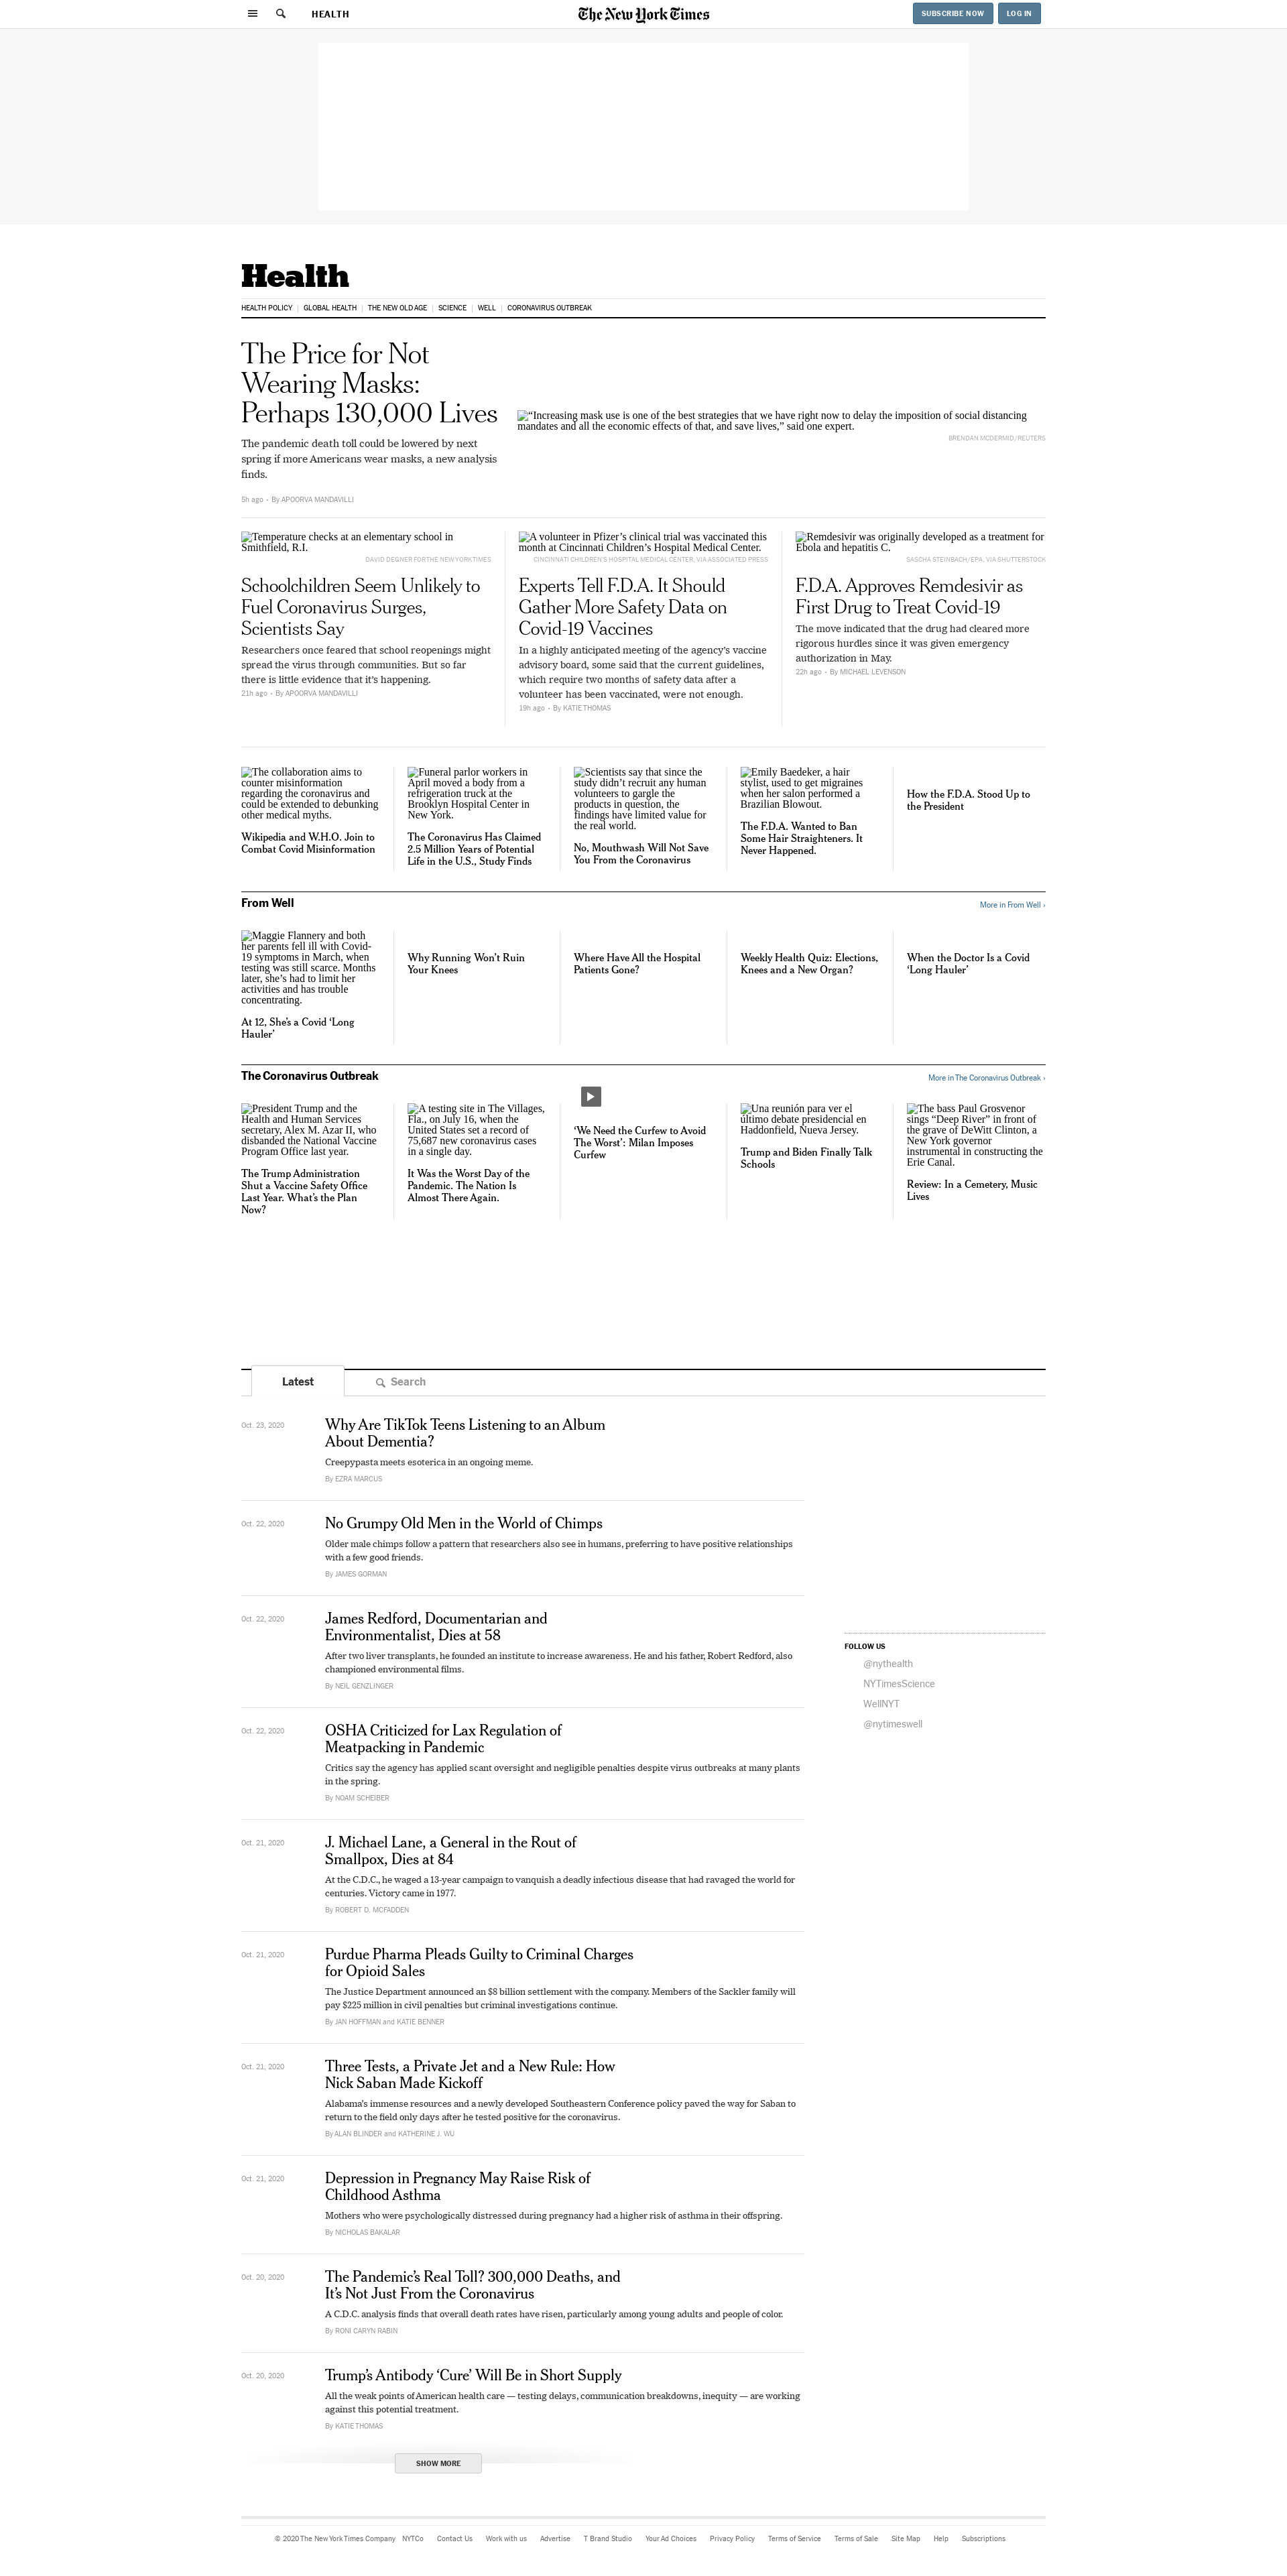 HEALTH
The New York Times
SUBSCRIBE NOW
LOG IN
Health
HEALTH POLICY | GLOBAL HEALTH | THE NEW OLD AGE | SCIENCE | WELL | CORONAVIRUS OUTBREAK
The Price for Not
Wearing Masks:
Perhaps 130,000 Lives
The pandemic death toll could be lowered by next
spring if more Americans wear masks, a new analysis
finds.
5h ago • By APOORVA MANDAVILLI
“Increasing mask use is one of the best strategies that we have right now to delay the imposition of social distancing
mandates and all the economic effects of that, and save lives,” said one expert.
BRENDAN MCDERMID/REUTERS
Temperature checks at an elementary school in
Smithfield, R.I.
DAVID DEGNER FOR THE NEW YORK TIMES
Schoolchildren Seem Unlikely to
Fuel Coronavirus Surges,
Scientists Say
Researchers once feared that school reopenings might
spread the virus through communities. But so far
there is little evidence that it’s happening.
21h ago • By APOORVA MANDAVILLI
A volunteer in Pfizer’s clinical trial was vaccinated this
month at Cincinnati Children’s Hospital Medical Center.
CINCINNATI CHILDREN'S HOSPITAL MEDICAL CENTER, VIA ASSOCIATED PRESS
Experts Tell F.D.A. It Should
Gather More Safety Data on
Covid-19 Vaccines
In a highly anticipated meeting of the agency’s vaccine
advisory board, some said that the current guidelines,
which require two months of safety data after a
volunteer has been vaccinated, were not enough.
19h ago • By KATIE THOMAS
Remdesivir was originally developed as a treatment for
Ebola and hepatitis C.
SASCHA STEINBACH/EPA, VIA SHUTTERSTOCK
F.D.A. Approves Remdesivir as
First Drug to Treat Covid-19
The move indicated that the drug had cleared more
rigorous hurdles since it was given emergency
authorization in May.
22h ago • By MICHAEL LEVENSON
The collaboration aims to
counter misinformation
regarding the coronavirus and
could be extended to debunking
other medical myths.
Wikipedia and W.H.O. Join to
Combat Covid Misinformation
Funeral parlor workers in
April moved a body from a
refrigeration truck at the
Brooklyn Hospital Center in
New York.
The Coronavirus Has Claimed
2.5 Million Years of Potential
Life in the U.S., Study Finds
Scientists say that since the
study didn’t recruit any human
volunteers to gargle the
products in question, the
findings have limited value for
the real world.
No, Mouthwash Will Not Save
You From the Coronavirus
Emily Baedeker, a hair
stylist, used to get migraines
when her salon performed a
Brazilian Blowout.
The F.D.A. Wanted to Ban
Some Hair Straighteners. It
Never Happened.
How the F.D.A. Stood Up to
the President
From Well
More in From Well ›
Maggie Flannery and both
her parents fell ill with Covid-
19 symptoms in March, when
testing was still scarce. Months
later, she’s had to limit her
activities and has trouble
concentrating.
At 12, She’s a Covid ‘Long
Hauler’
Why Running Won’t Ruin
Your Knees
Where Have All the Hospital
Patients Gone?
Weekly Health Quiz: Elections,
Knees and a New Organ?
When the Doctor Is a Covid
‘Long Hauler’
The Coronavirus Outbreak
More in The Coronavirus Outbreak ›
President Trump and the
Health and Human Services
secretary, Alex M. Azar II, who
disbanded the National Vaccine
Program Office last year.
The Trump Administration
Shut a Vaccine Safety Office
Last Year. What’s the Plan
Now?
A testing site in The Villages,
Fla., on July 16, when the
United States set a record of
75,687 new coronavirus cases
in a single day.
It Was the Worst Day of the
Pandemic. The Nation Is
Almost There Again.
‘We Need the Curfew to Avoid
The Worst’: Milan Imposes
Curfew
Una reunión para ver el
último debate presidencial en
Haddonfield, Nueva Jersey.
Trump and Biden Finally Talk
Schools
The bass Paul Grosvenor
sings “Deep River” in front of
the grave of DeWitt Clinton, a
New York governor
instrumental in constructing the
Erie Canal.
Review: In a Cemetery, Music
Lives
Latest
Search
Oct. 23, 2020
Why Are TikTok Teens Listening to an Album
About Dementia?
Creepypasta meets esoterica in an ongoing meme.
By EZRA MARCUS
Oct. 22, 2020
No Grumpy Old Men in the World of Chimps
Older male chimps follow a pattern that researchers also see in humans, preferring to have positive relationships
with a few good friends.
By JAMES GORMAN
Oct. 22, 2020
James Redford, Documentarian and
Environmentalist, Dies at 58
After two liver transplants, he founded an institute to increase awareness. He and his father, Robert Redford, also
championed environmental films.
By NEIL GENZLINGER
Oct. 22, 2020
OSHA Criticized for Lax Regulation of
Meatpacking in Pandemic
Critics say the agency has applied scant oversight and negligible penalties despite virus outbreaks at many plants
in the spring.
By NOAM SCHEIBER
Oct. 21, 2020
J. Michael Lane, a General in the Rout of
Smallpox, Dies at 84
At the C.D.C., he waged a 13-year campaign to vanquish a deadly infectious disease that had ravaged the world for
centuries. Victory came in 1977.
By ROBERT D. MCFADDEN
Oct. 21, 2020
Purdue Pharma Pleads Guilty to Criminal Charges
for Opioid Sales
The Justice Department announced an $8 billion settlement with the company. Members of the Sackler family will
pay $225 million in civil penalties but criminal investigations continue.
By JAN HOFFMAN and KATIE BENNER
Oct. 21, 2020
Three Tests, a Private Jet and a New Rule: How
Nick Saban Made Kickoff
Alabama’s immense resources and a newly developed Southeastern Conference policy paved the way for Saban to
return to the field only days after he tested positive for the coronavirus.
By ALAN BLINDER and KATHERINE J. WU
Oct. 21, 2020
Depression in Pregnancy May Raise Risk of
Childhood Asthma
Mothers who were psychologically distressed during pregnancy had a higher risk of asthma in their offspring.
By NICHOLAS BAKALAR
Oct. 20, 2020
The Pandemic’s Real Toll? 300,000 Deaths, and
It’s Not Just From the Coronavirus
A C.D.C. analysis finds that overall death rates have risen, particularly among young adults and people of color.
By RONI CARYN RABIN
Oct. 20, 2020
Trump’s Antibody ‘Cure’ Will Be in Short Supply
All the weak points of American health care — testing delays, communication breakdowns, inequity — are working
against this potential treatment.
By KATIE THOMAS
SHOW MORE
FOLLOW US
@nythealth
NYTimesScience
WellNYT
@nytimeswell
© 2020 The New York Times Company NYTCo Contact Us Work with us Advertise T Brand Studio Your Ad Choices Privacy Policy Terms of Service Terms of Sale Site Map Help Subscriptions